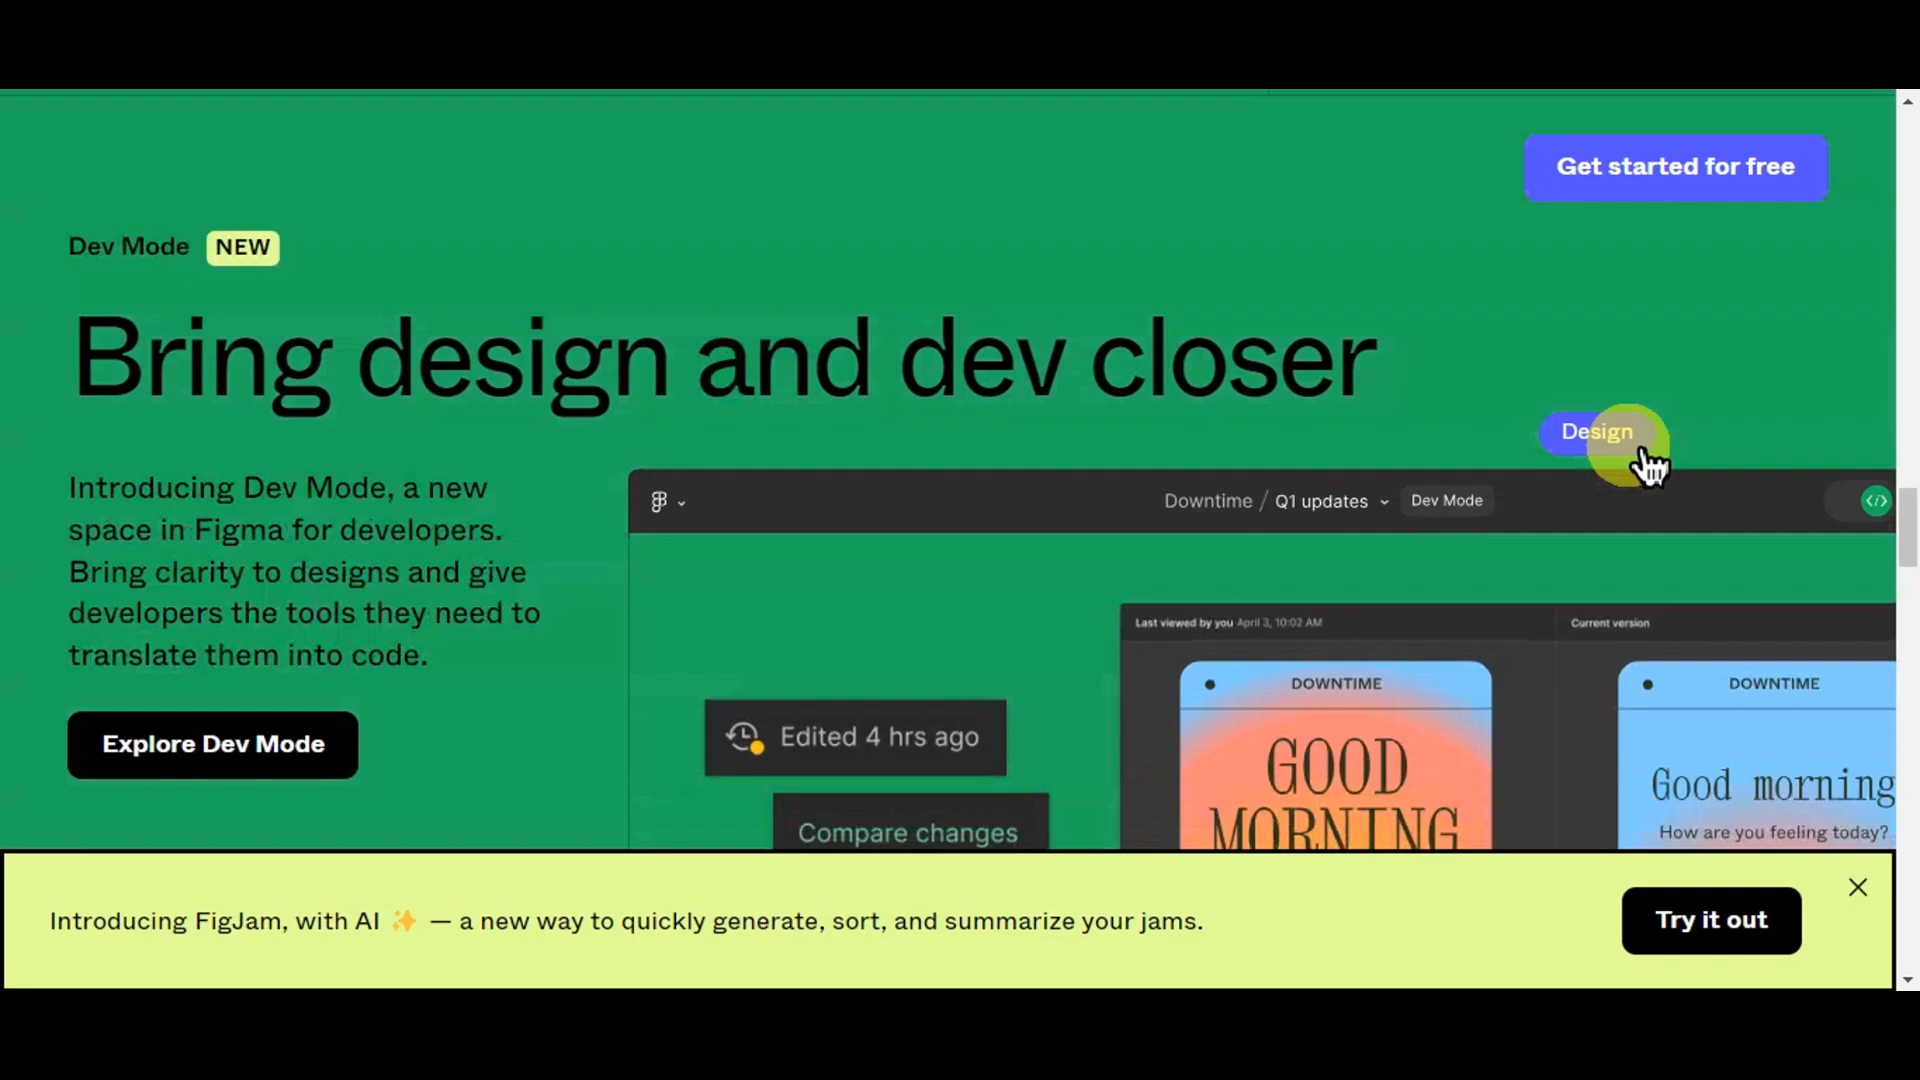 Get started for free
Dev Mode NEW
Bring design and dev closer
Design
Introducing Dev Mode, a new
space in Figma for developers.
Bring clarity to designs and give
developers the tools they need to
translate them into code.
Explore Dev Mode
Downtime / Q1 updates Dev Mode
</>
Last viewed by you April 3, 10:02 AM
Current version
DOWNTIME
GOOD
MORNING
DOWNTIME
Good morning
How are you feeling today?
Edited 4 hrs ago
Compare changes
Introducing FigJam, with AI ✨ — a new way to quickly generate, sort, and summarize your jams.
Try it out